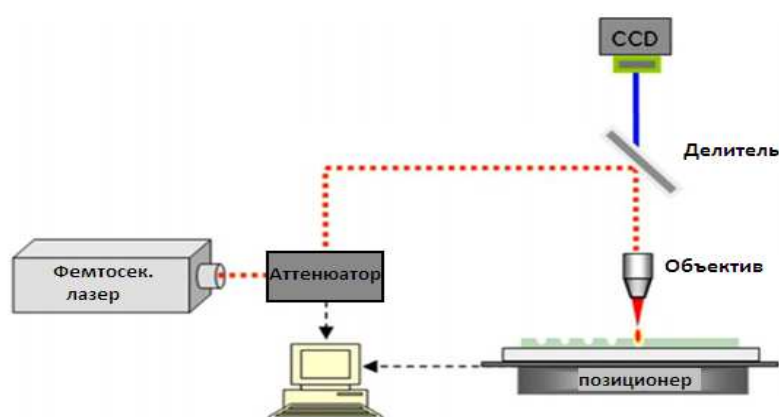 CCD
Делитель
Фемтосек.
лазер
Аттенюатор
Объектив
позиционер